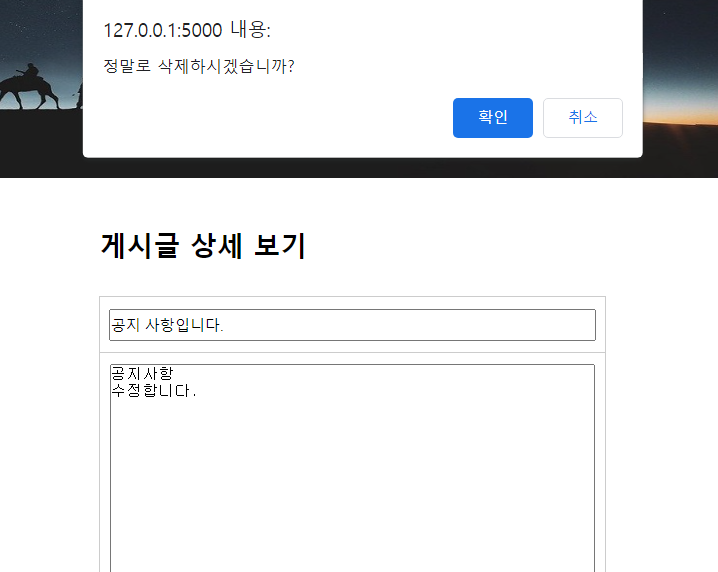 127.0.0.1:5000 내용:
정말로 삭제하시겠습니까?
확인 취소
게시글 상세 보기
공지 사항입니다.
공지사항
수정합니다.